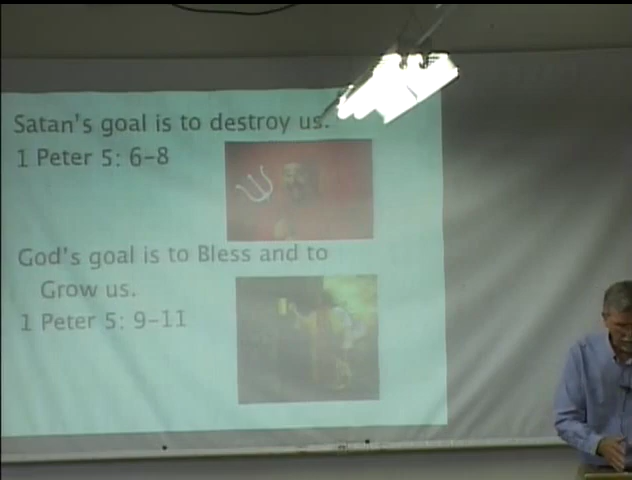 Satan's goal is to destroy us.
1 Peter 5: 6-8
God's goal is to Bless and to
Grow us.
1 Peter 5: 9-11